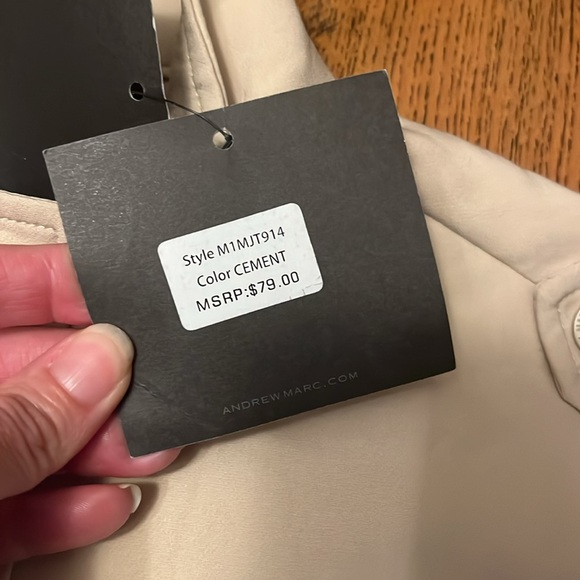 Style M1MJT914
Color CEMENT
MSRP:$79.00
ANDREWMARC.COM